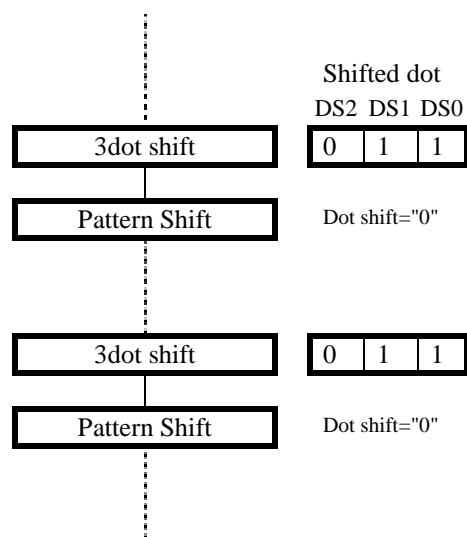 Shifted dot
DS2 DS1 DS0
3dot shift 0 1 1
Pattern Shift Dot shift="0"
3dot shift 0 1 1
Pattern Shift Dot shift="0"